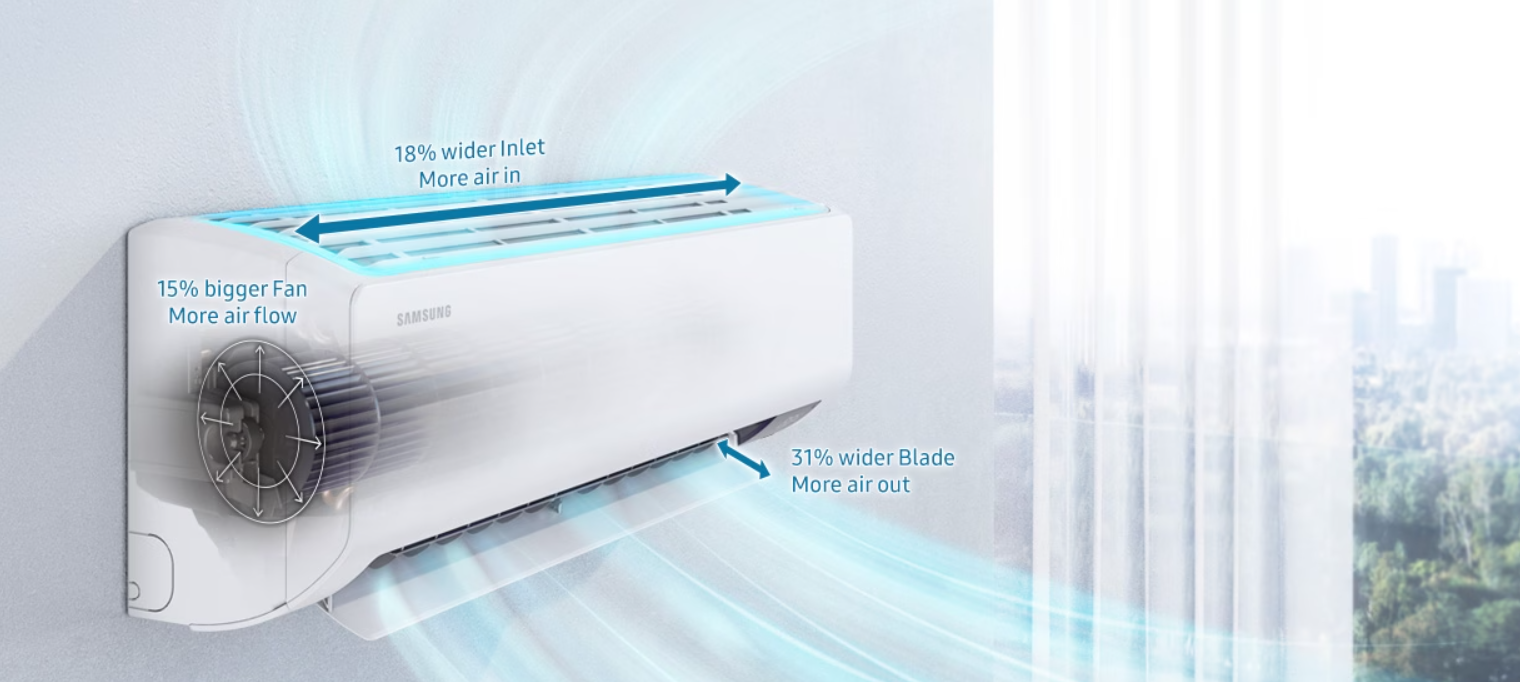 18% wider Inlet
More air in
15% bigger Fan
More air flow
SAMSUNG
31% wider Blade
More air out